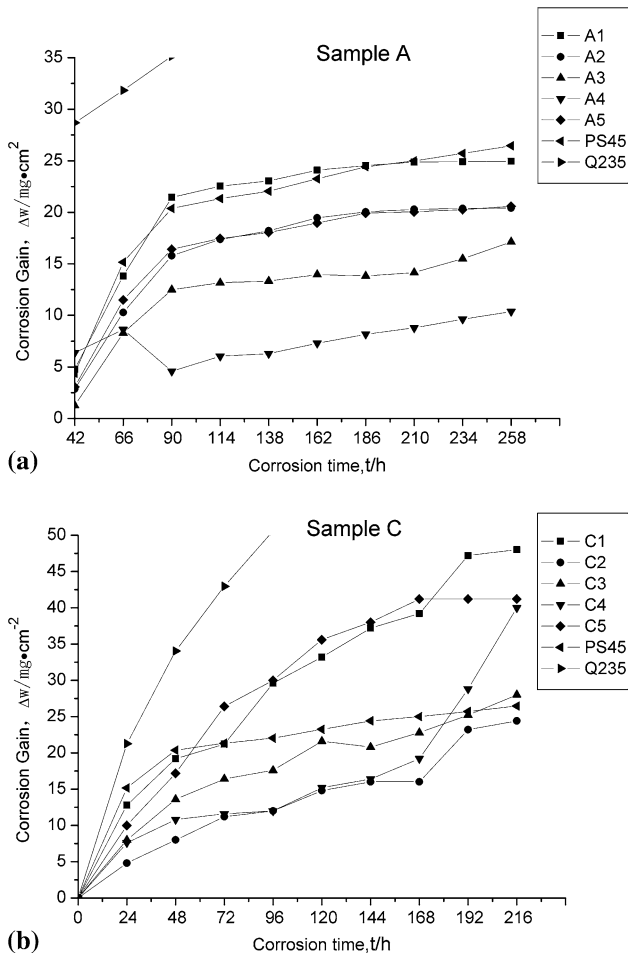 Sample A
A1
A2
A3
A4
A5
PS45
Q235
35
30
25
20
15
10
5
0
Corrosion Gain, Δw/mg•cm²
42 66 90 114 138 162 186 210 234 258
Corrosion time,t/h
(a)
Sample C
C1
C2
C3
C4
C5
PS45
Q235
50
45
40
35
30
25
20
15
10
5
0
Corrosion Gain, Δw/mg•cm⁻²
0 24 48 72 96 120 144 168 192 216
Corrosion time,t/h
(b)